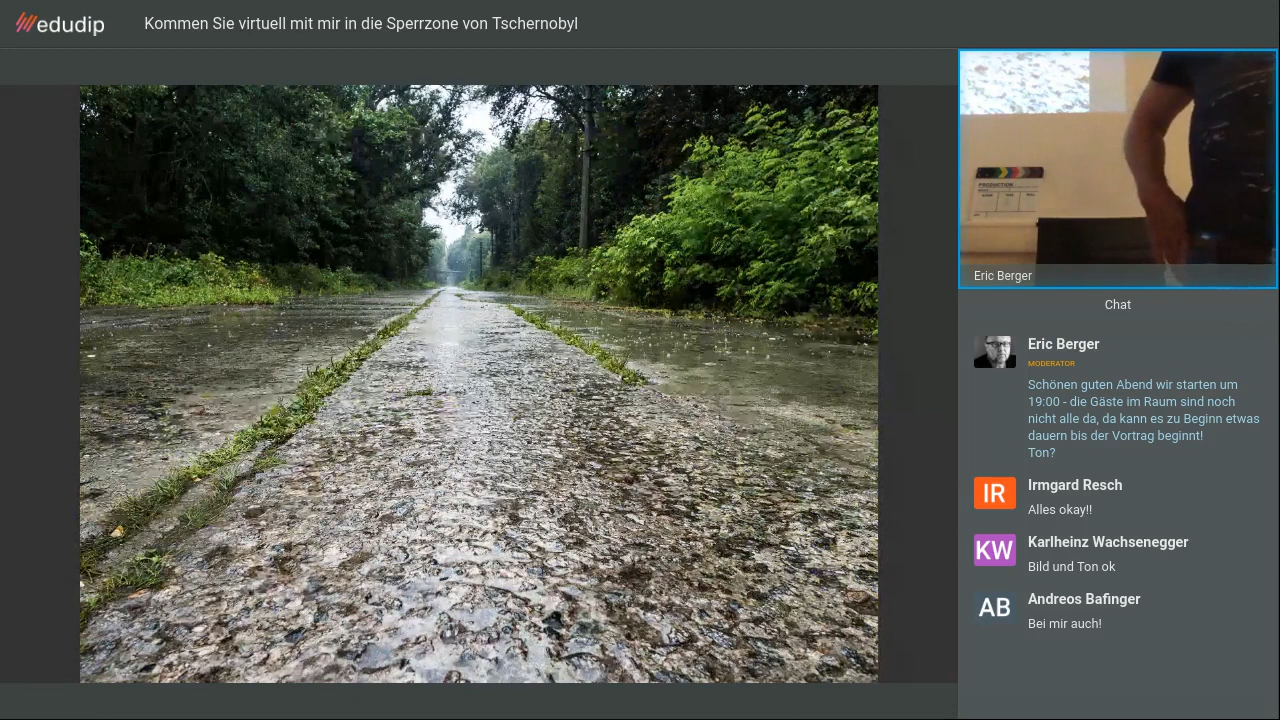 edudip
Kommen Sie virtuell mit mir in die Sperrzone von Tschernobyl
PRODUCTION
Eric Berger
Chat
Eric Berger
MODERATOR
Schönen guten Abend wir starten um
19:00 - die Gäste im Raum sind noch
nicht alle da, da kann es zu Beginn etwas
dauern bis der Vortrag beginnt!
Ton?
IR
Irmgard Resch
Alles okay!!
KW
Karlheinz Wachsenegger
Bild und Ton ok
AB
Andreos Bafinger
Bei mir auch!